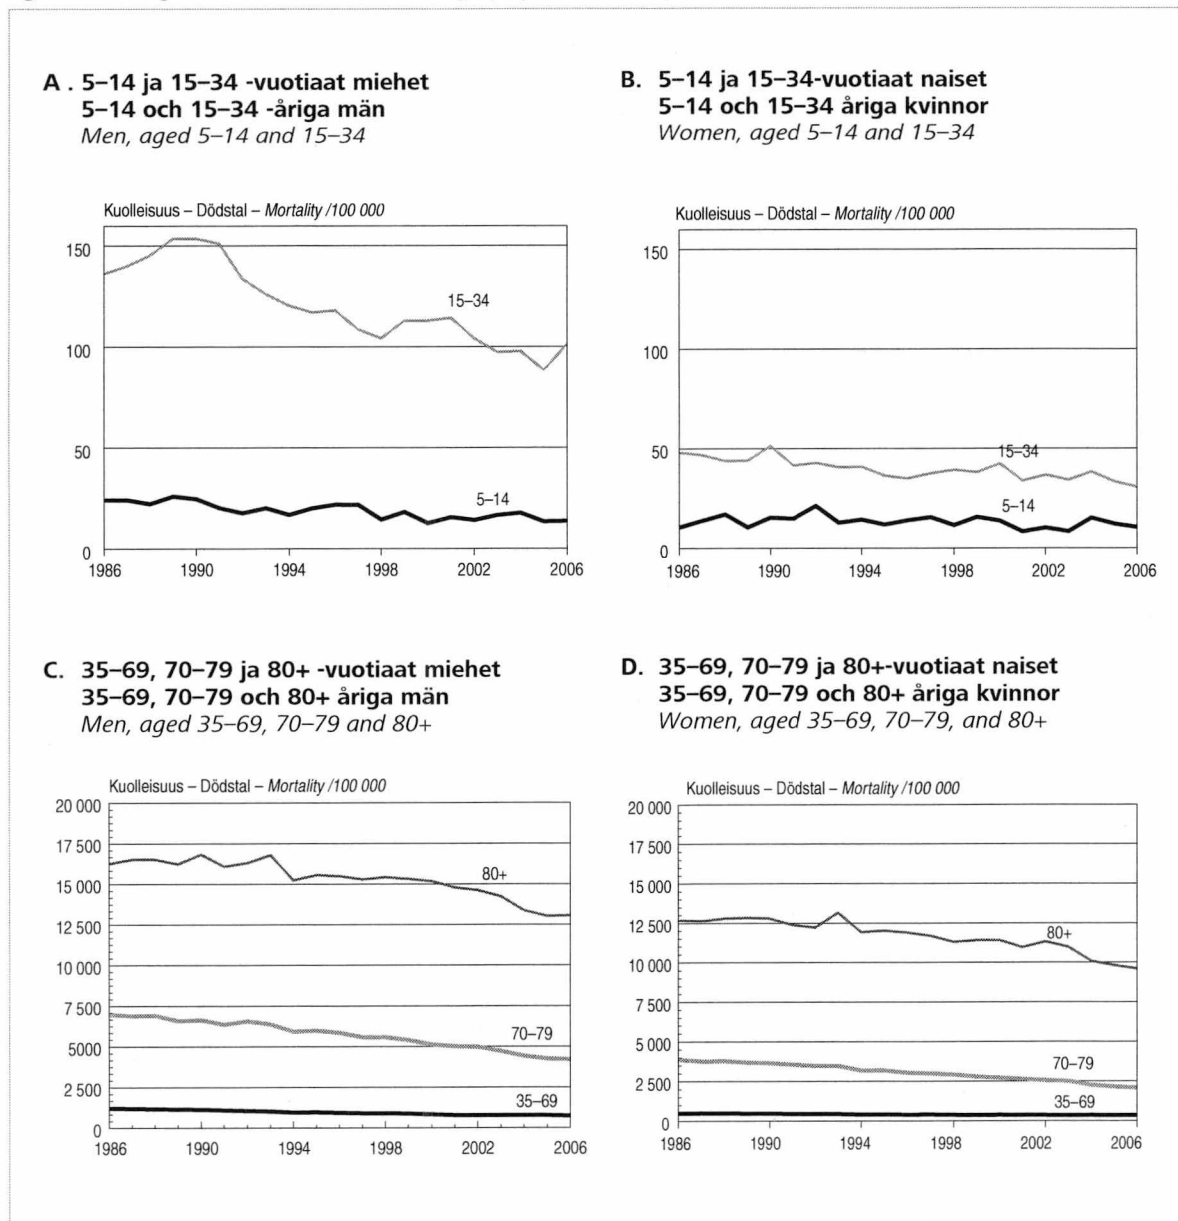 A . 5–14 ja 15–34 -vuotiaat miehet
5–14 och 15–34 -åriga män
Men, aged 5–14 and 15–34
Kuolleisuus – Dödstal – Mortality /100 000
150
100
50
0
15–34
5–14
1986 1990 1994 1998 2002 2006
B. 5–14 ja 15–34-vuotiaat naiset
5–14 och 15–34 åriga kvinnor
Women, aged 5–14 and 15–34
Kuolleisuus – Dödstal – Mortality /100 000
150
100
50
0
15–34
5–14
1986 1990 1994 1998 2002 2006
C. 35–69, 70–79 ja 80+ -vuotiaat miehet
35–69, 70–79 och 80+ åriga män
Men, aged 35–69, 70–79 and 80+
Kuolleisuus – Dödstal – Mortality /100 000
20 000
17 500
15 000
12 500
10 000
7 500
5000
2 500
0
80+
70–79
35–69
1986 1990 1994 1998 2002 2006
D. 35–69, 70–79 ja 80+-vuotiaat naiset
35–69, 70–79 och 80+ åriga kvinnor
Women, aged 35–69, 70–79, and 80+
Kuolleisuus – Dödstal – Mortality /100 000
20 000
17 500
15 000
12 500
10 000
7 500
5 000
2 500
0
80+
70–79
35–69
1986 1990 1994 1998 2002 2006